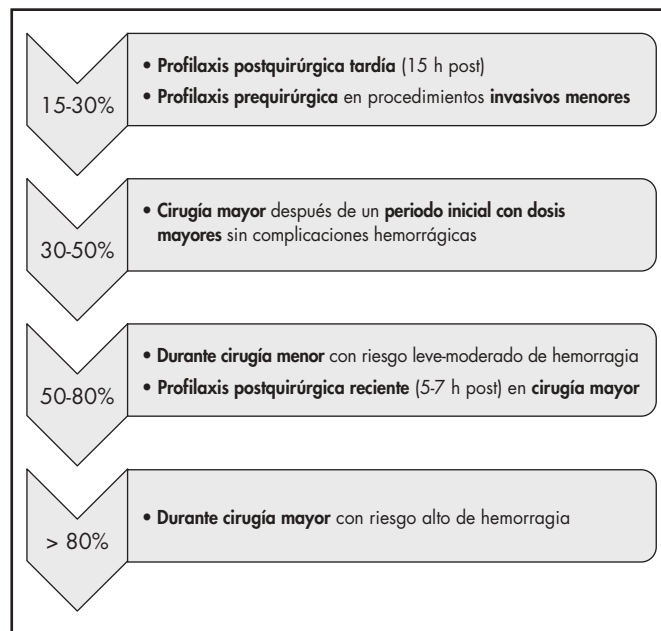 15-30%
• Profilaxis postquirúrgica tardía (15 h post)
• Profilaxis prequirúrgica en procedimientos invasivos menores
30-50%
• Cirugía mayor después de un periodo inicial con dosis
mayores sin complicaciones hemorrágicas
50-80%
• Durante cirugía menor con riesgo leve-moderado de hemorragia
• Profilaxis postquirúrgica reciente (5-7 h post) en cirugía mayor
> 80%
• Durante cirugía mayor con riesgo alto de hemorragia